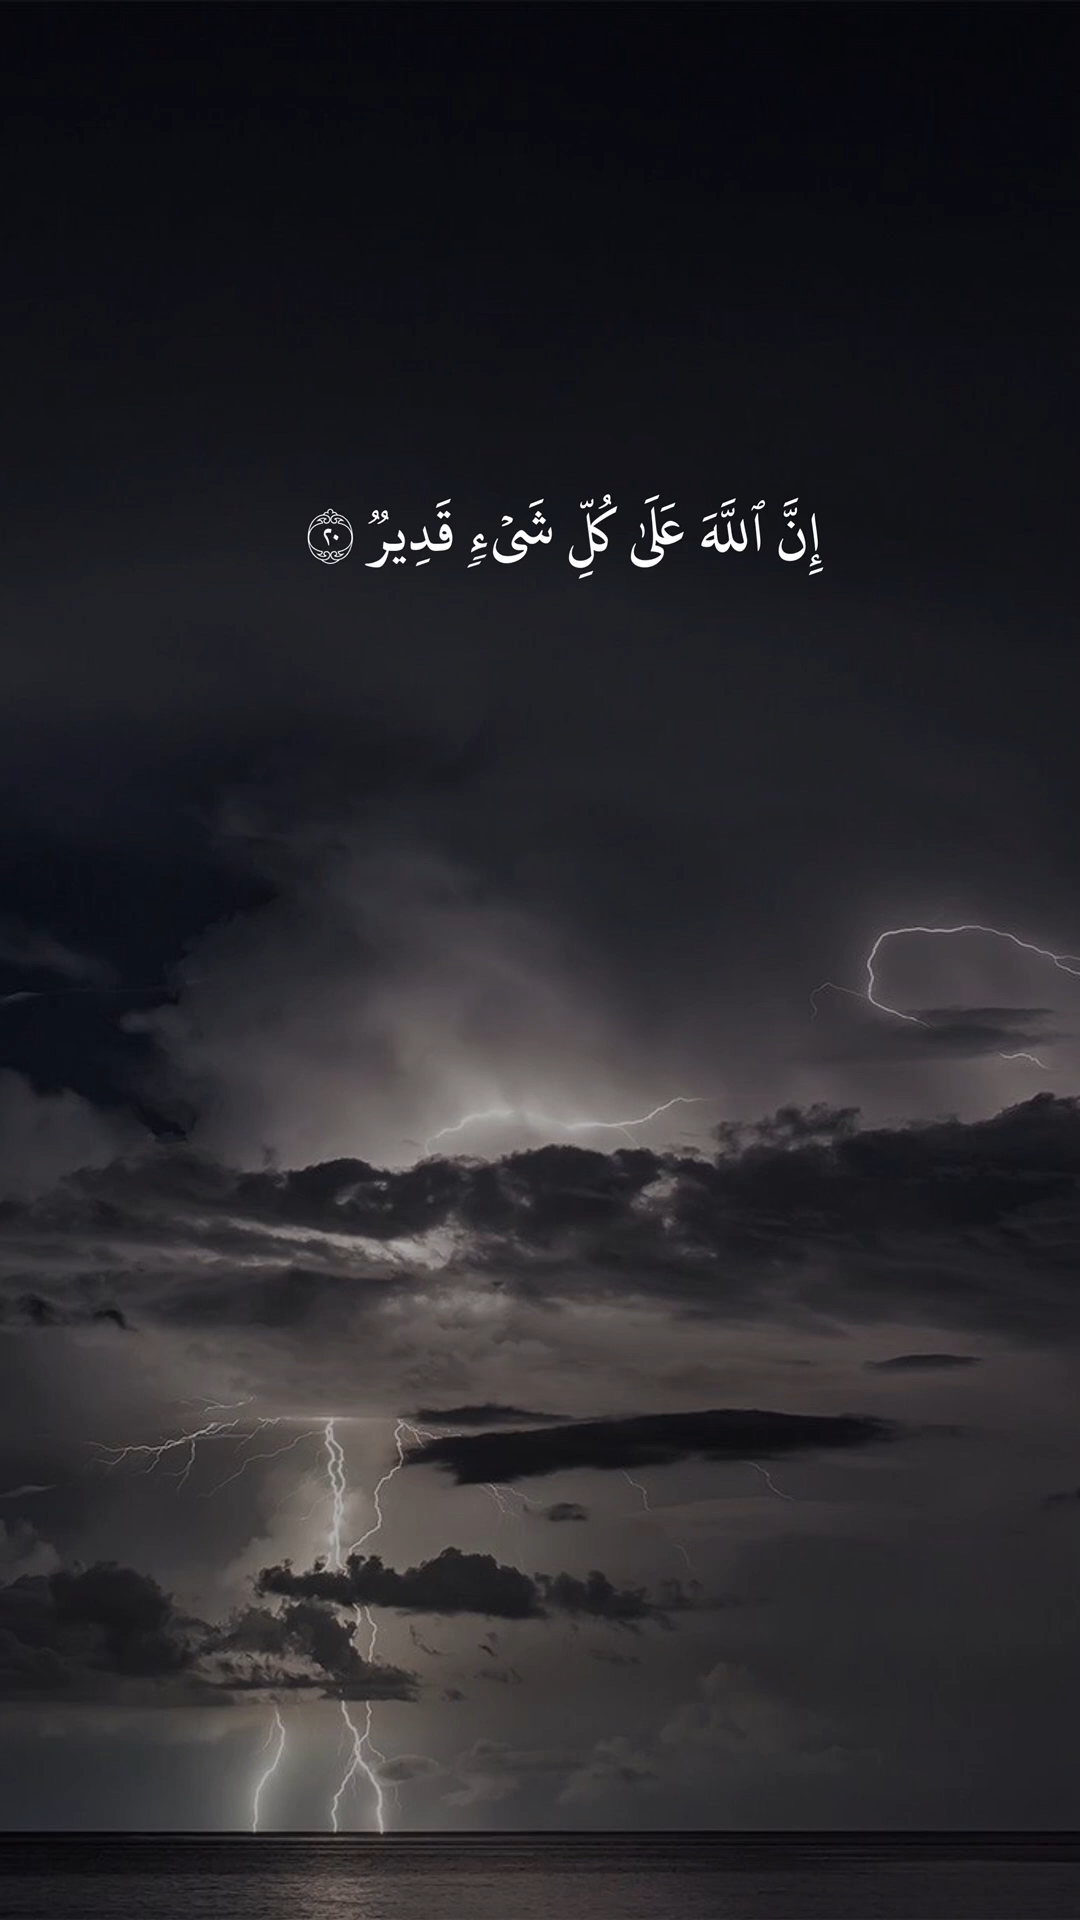 إِنَّ ٱللَّهَ عَلَىٰ كُلِّ شَىْءٍۢ قَدِيرٌۭ ۝٢٠